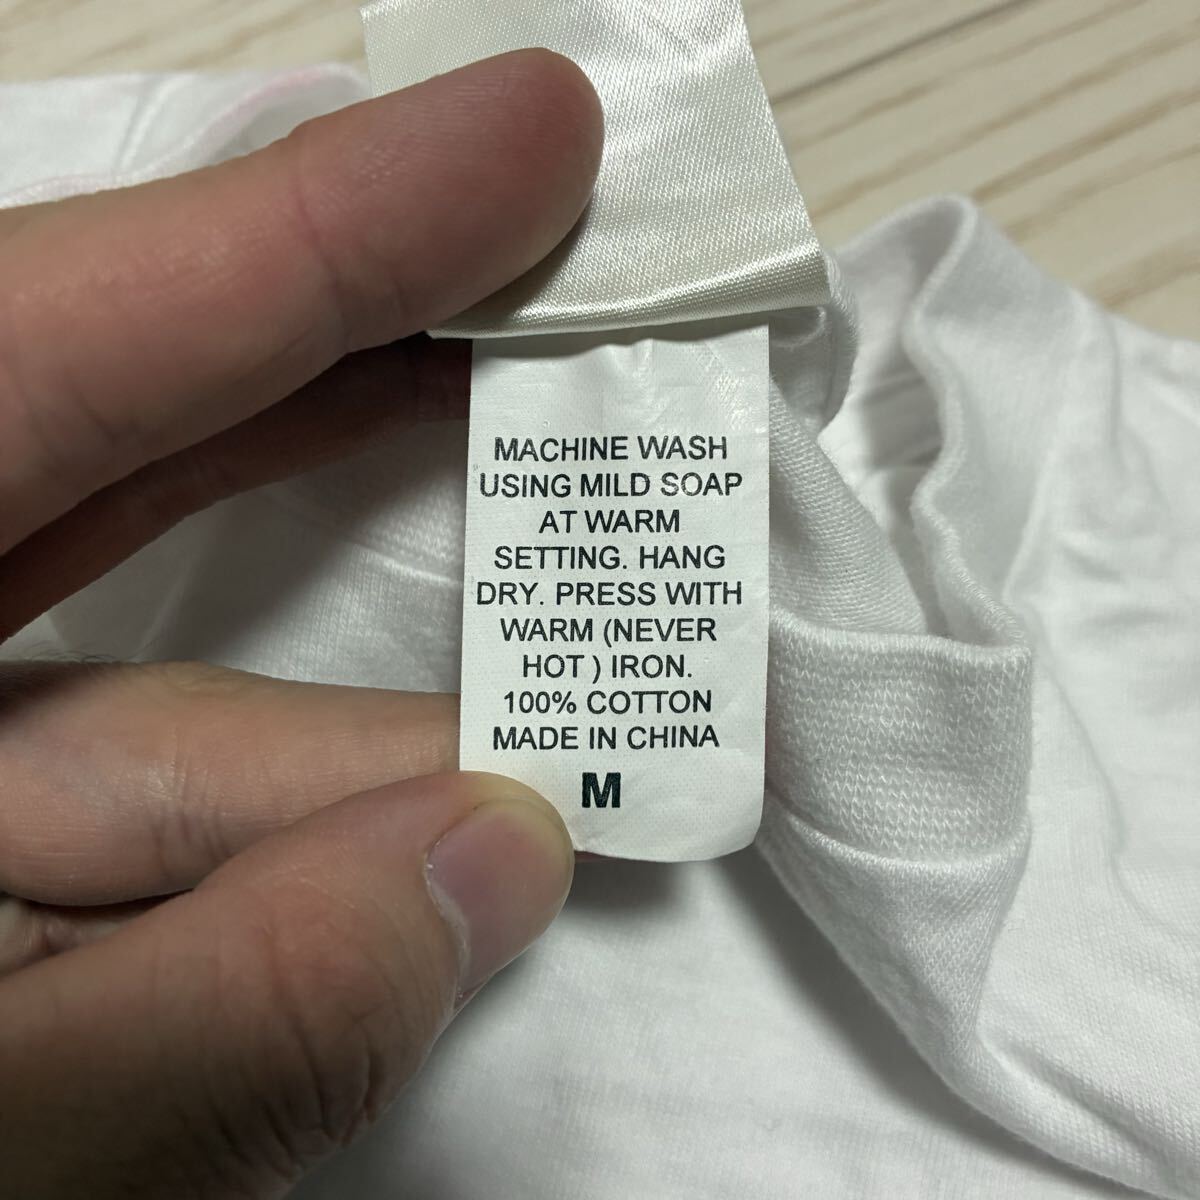 MACHINE WASH
USING MILD SOAP
AT WARM
SETTING. HANG
DRY. PRESS WITH
WARM (NEVER
HOT ) IRON.
100% COTTON
MADE IN CHINA
M